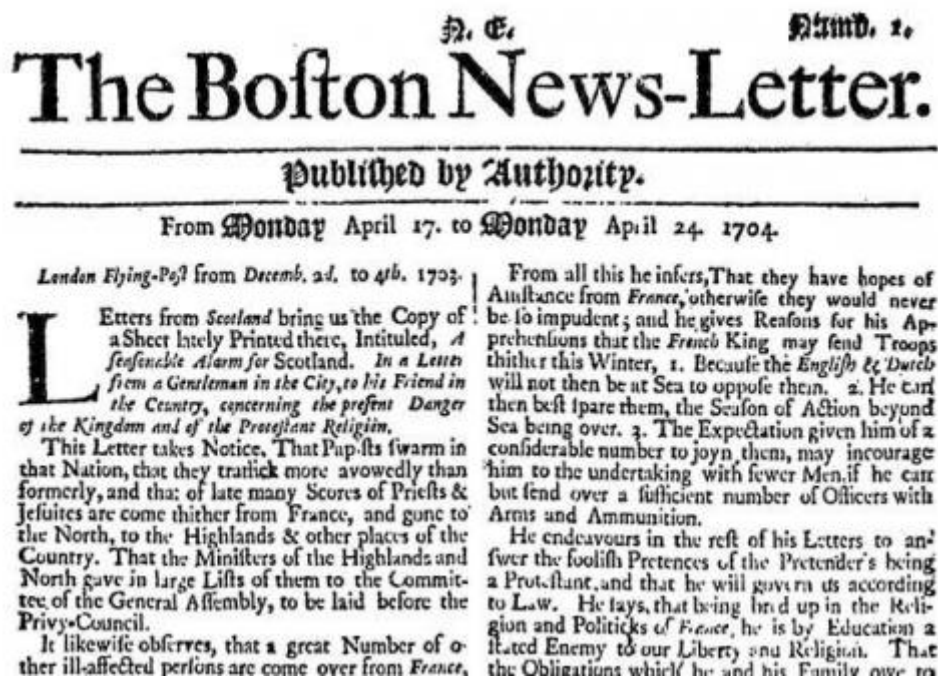 N. E.
Numb. 1.
The Boſton News-Letter.
Publiſhed by Authority.
From Monday April 17. to Monday April 24. 1704.
London Flying-Poſt from Decemb. 2d. to 4th. 1703.
LEtters from Scotland bring us the Copy of
a Sheet lately Printed there, Intituled, A
ſeaſonable Alarm for Scotland. In a Letter
from a Gentleman in the City, to his Friend in
the Country, concerning the preſent Danger
of the Kingdom and of the Proteſtant Religion.
This Letter takes Notice, That Papiſts ſwarm in
that Nation, that they traffick more avowedly than
formerly, and that of late many Scores of Prieſts &
Jeſuites are come thither from France, and gone to
the North, to the Highlands & other places of the
Country. That the Miniſters of the Highlands and
North gave in large Liſts of them to the Commit-
tee of the General Aſſembly, to be laid before the
Privy-Council.
It likewiſe obſerves, that a great Number of o-
ther ill-affected perſons are come over from France,
From all this he infers, That they have hopes of
Aſſiſtance from France, otherwiſe they would never
be ſo impudent; and he gives Reaſons for his Ap-
prehenſions that the French King may ſend Troops
thither this Winter, 1. Becauſe the Engliſh & Dutch
will not then be at Sea to oppoſe them. 2. He can
then beſt ſpare them, the Seaſon of Action beyond
Sea being over. 3. The Expectation given him of a
conſiderable number to joyn them, may incourage
him to the undertaking with fewer Men if he can
but ſend over a ſufficient number of Officers with
Arms and Ammunition.
He endeavours in the reſt of his Letters to an-
ſwer the fooliſh Pretences of the Pretender's being
a Proteſtant, and that he will govern us according
to Law. He ſays, that being bred up in the Reli-
gion and Politicks of France, he is by Education a
ſtated Enemy to our Liberty and Religion. That
the Obligations which he and his Family owe to